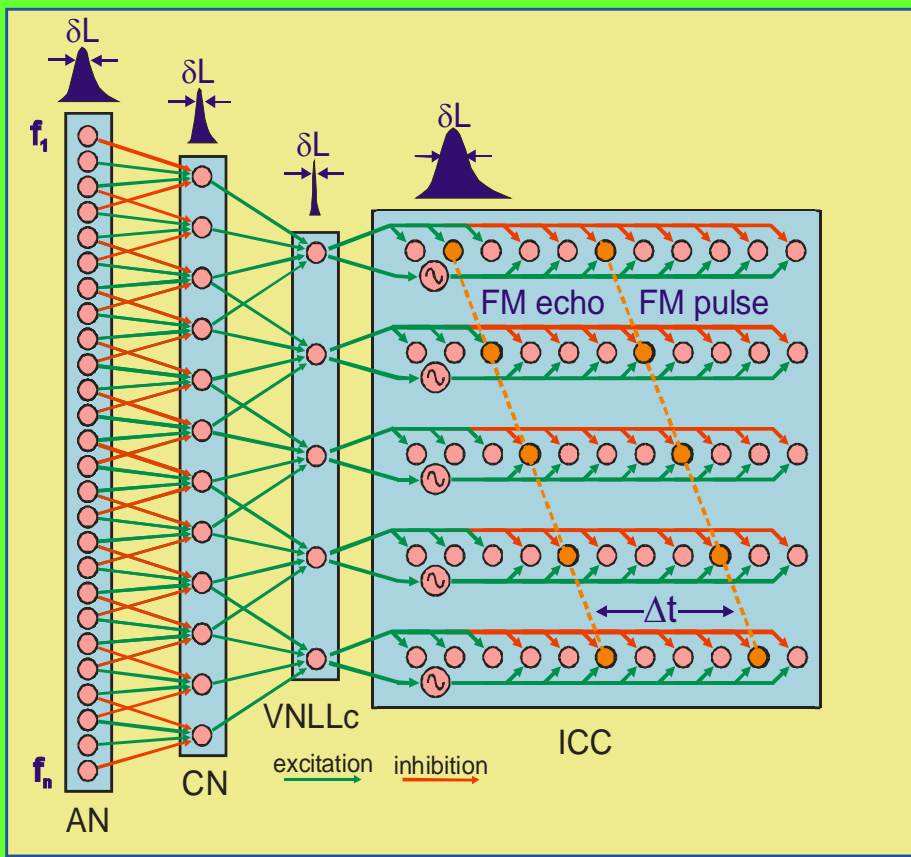 δL
δL
δL
δL
f1
FM echo FM pulse
Δt
VNLLc
ICC
excitation inhibition
fn
CN
AN